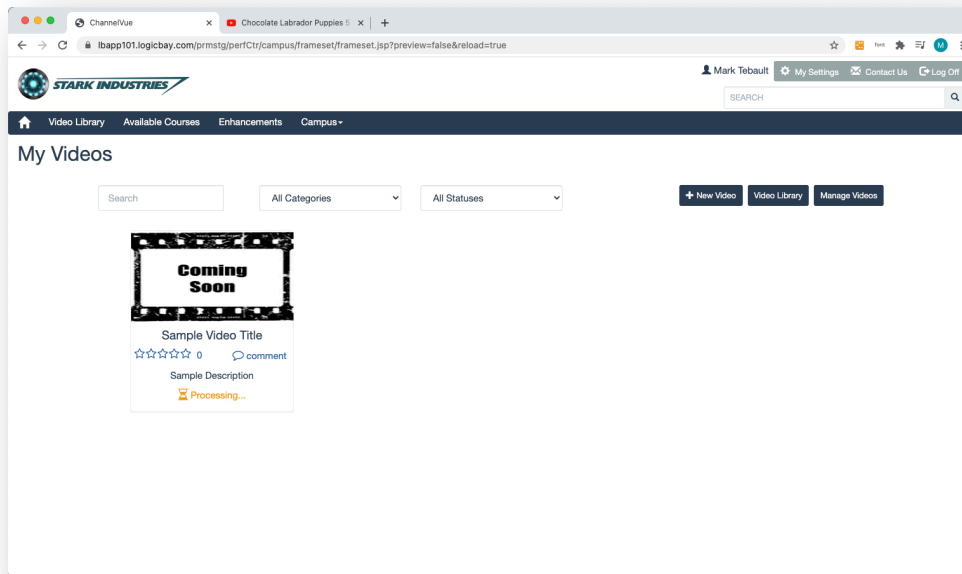 ChannelVue
Chocolate Labrador Puppies 5
lbapp101.logicbay.com/prmstg/perfCtr/campus/frameset/frameset.jsp?preview=false&reload=true
Font
M
STARK INDUSTRIES
Mark Tebault
My Settings
Contact Us
Log Off
SEARCH
Video Library
Available Courses
Enhancements
Campus
My Videos
Search
All Categories
All Statuses
+ New Video
Video Library
Manage Videos
Coming
Soon
Sample Video Title
0
comment
Sample Description
Processing...